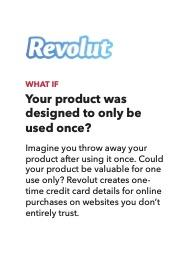 Revolut
WHAT IF
Your product was
designed to only be
used once?
Imagine you throw away your
product after using it once. Could
your product be valuable for one
use only? Revolut creates one-
time credit card details for online
purchases on websites you don't
entirely trust.